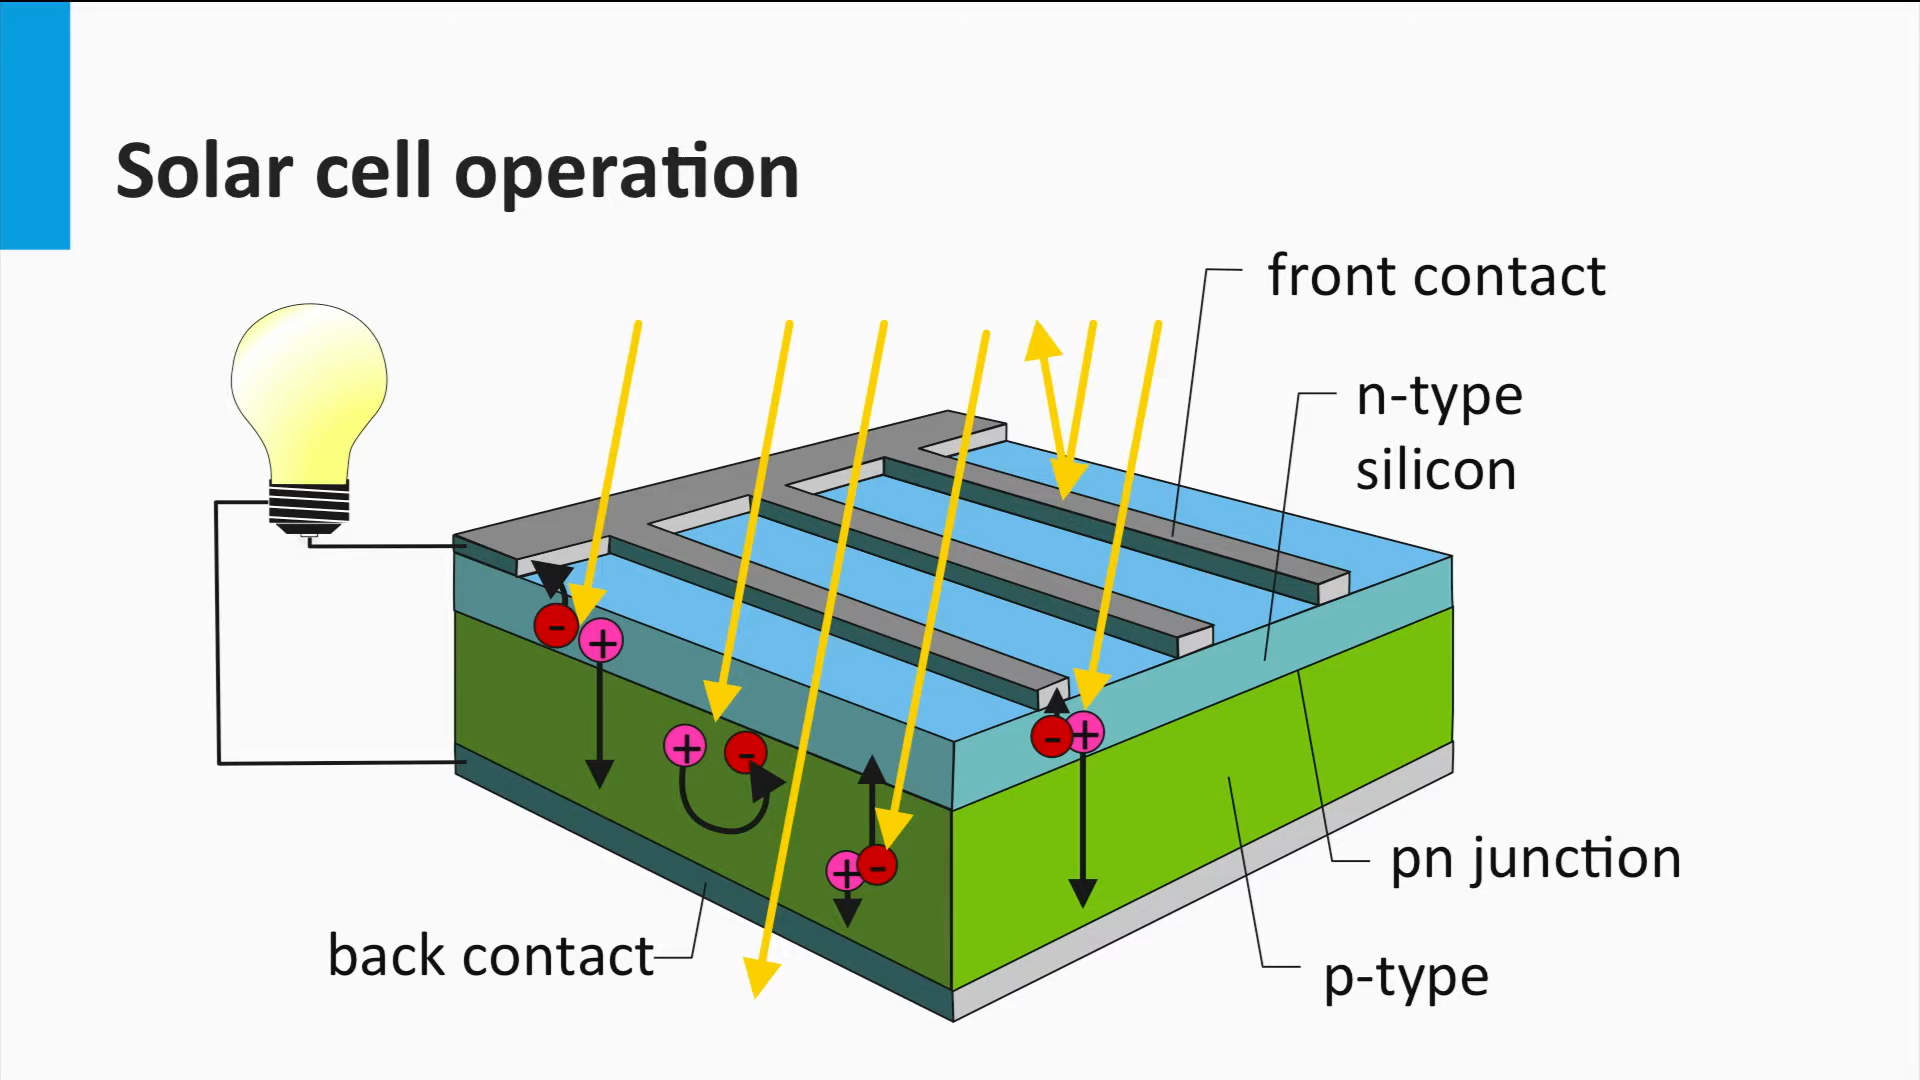 Solar cell operation
front contact
n-type
silicon
- +
+ -
- +
+ -
pn junction
back contact
p-type